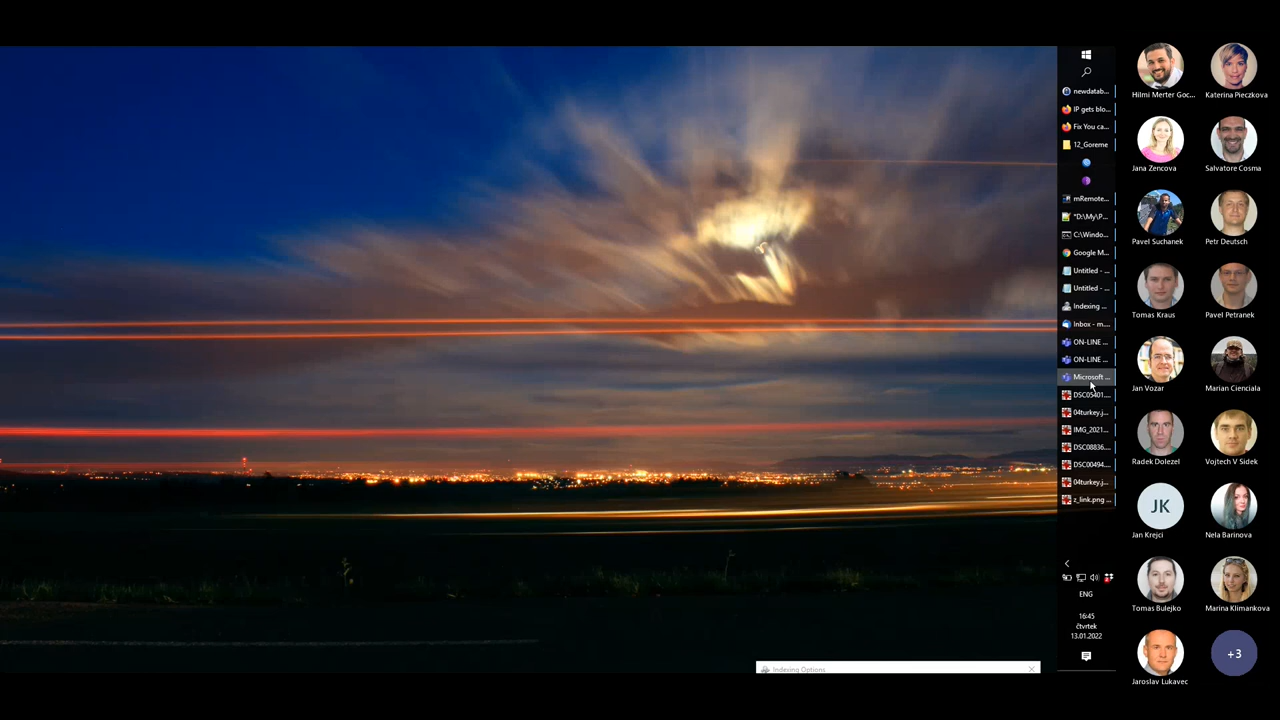 newdatab...
IP gets blo...
Fix You ca...
12_Goreme
mRemote...
*D:\My\P...
C:\Windo...
Google M...
Untitled - ...
Untitled - ...
Indexing ...
Inbox - m...
ON-LINE ...
ON-LINE ...
Microsoft ...
DSC05401....
04turkey.j...
IMG_2021...
DSC08836....
DSC00494....
04turkey.j...
z_link.png ...
ENG
16:45
čtvrtek
13.01.2022
Indexing Options
Hilmi Merter Goc...
Katerina Pieczkova
Jana Zencova
Salvatore Cosma
Pavel Suchanek
Petr Deutsch
Tomas Kraus
Pavel Petranek
Jan Vozar
Marian Cienciala
Radek Dolezel
Vojtech V Sidek
JK
Jan Krejci
Nela Barinova
Tomas Bulejko
Marina Klimankova
Jaroslav Lukavec
+3